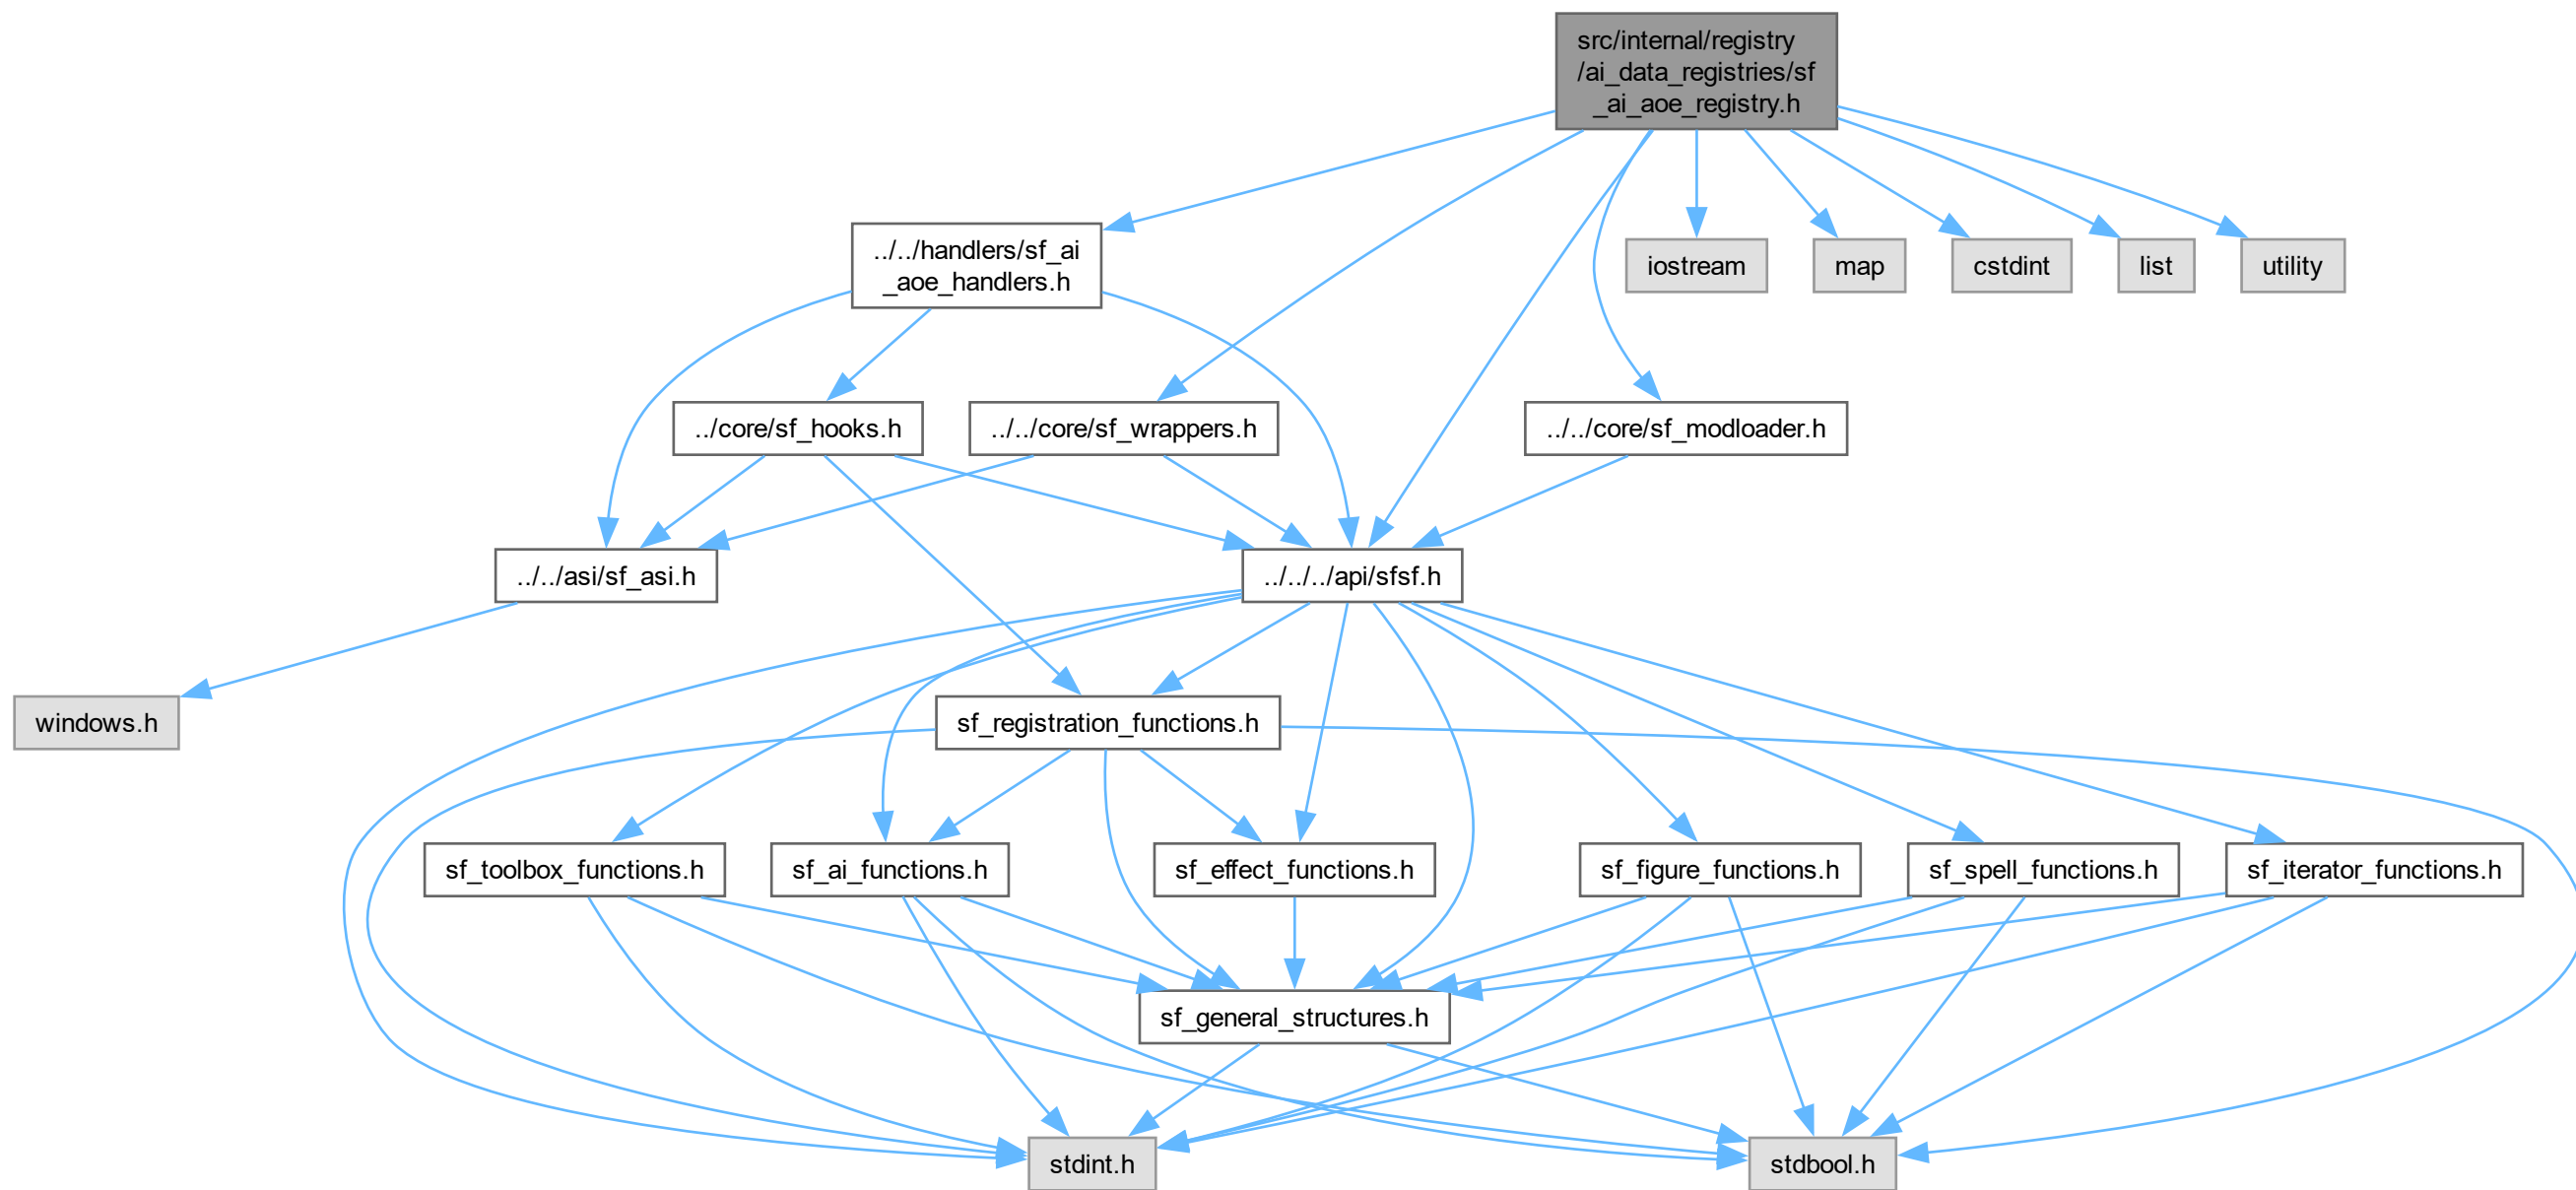 src/internal/registry
/ai_data_registries/sf
_ai_aoe_registry.h
../../handlers/sf_ai
_aoe_handlers.h
iostream
map
cstdint
list
utility
../core/sf_hooks.h
../../core/sf_wrappers.h
../../core/sf_modloader.h
../../asi/sf_asi.h
../../../api/sfsf.h
windows.h
sf_registration_functions.h
sf_toolbox_functions.h
sf_ai_functions.h
sf_effect_functions.h
sf_figure_functions.h
sf_spell_functions.h
sf_iterator_functions.h
sf_general_structures.h
stdint.h
stdbool.h